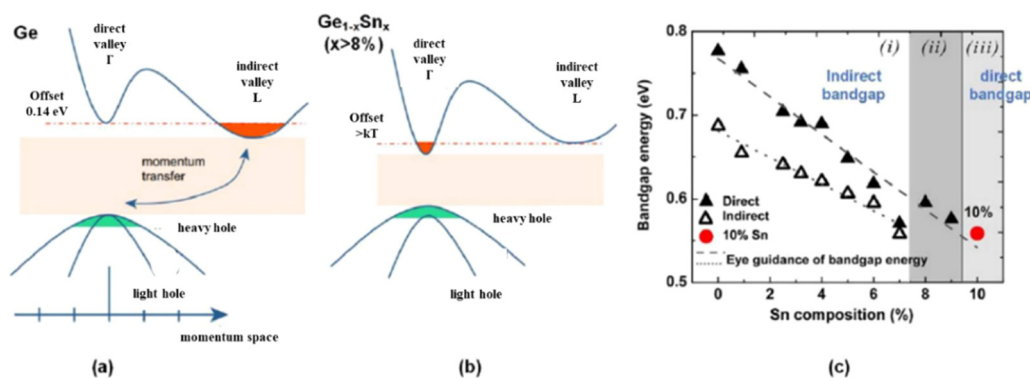 Ge
direct
valley
Γ
indirect
valley
L
Offset
0.14 eV
momentum
transfer
heavy hole
light hole
momentum space
(a)
Ge1-xSnx
(x>8%)
direct
valley
Γ
indirect
valley
L
Offset
>kT
heavy hole
light hole
(b)
(i) (ii) (iii)
Indirect
bandgap
direct
bandgap
10%
Direct
Indirect
10% Sn
Eye guidance of bandgap energy
Bandgap energy (eV)
0.8
0.7
0.6
0.5
0 2 4 6 8 10
Sn composition (%)
(c)